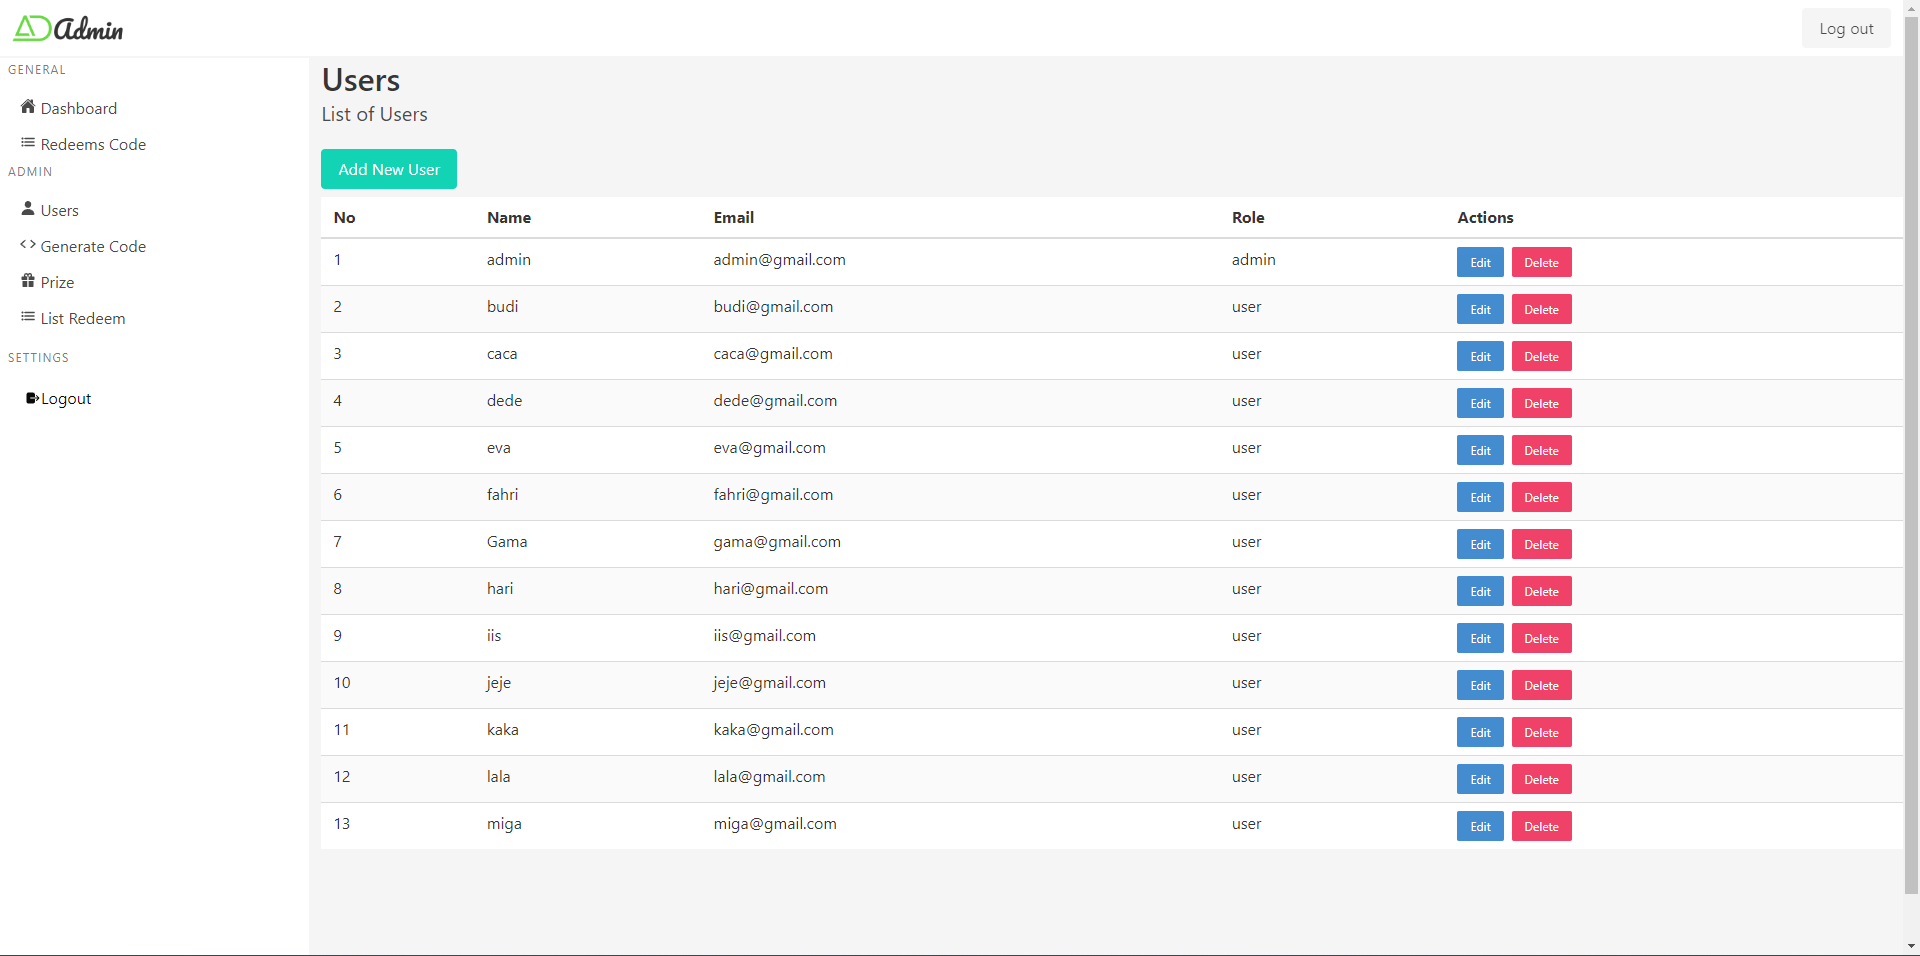 AD Admin
Log out
GENERAL
Dashboard
Redeems Code
ADMIN
Users
Generate Code
Prize
List Redeem
SETTINGS
Logout
Users
List of Users
Add New User
No Name Email Role Actions
1 admin admin@gmail.com admin Edit Delete
2 budi budi@gmail.com user Edit Delete
3 caca caca@gmail.com user Edit Delete
4 dede dede@gmail.com user Edit Delete
5 eva eva@gmail.com user Edit Delete
6 fahri fahri@gmail.com user Edit Delete
7 Gama gama@gmail.com user Edit Delete
8 hari hari@gmail.com user Edit Delete
9 iis iis@gmail.com user Edit Delete
10 jeje jeje@gmail.com user Edit Delete
11 kaka kaka@gmail.com user Edit Delete
12 lala lala@gmail.com user Edit Delete
13 miga miga@gmail.com user Edit Delete